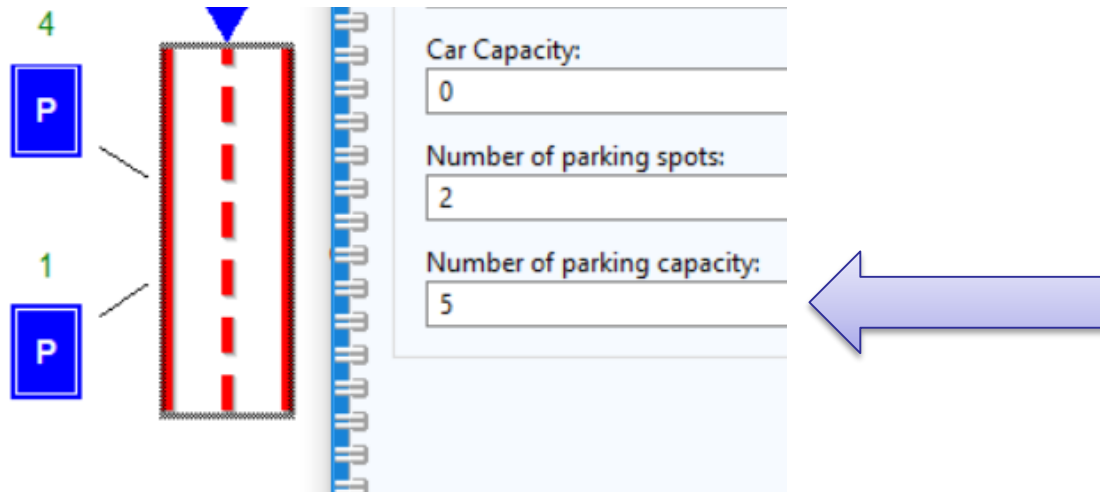 4
P
1
P
Car Capacity:
0
Number of parking spots:
2
Number of parking capacity:
5